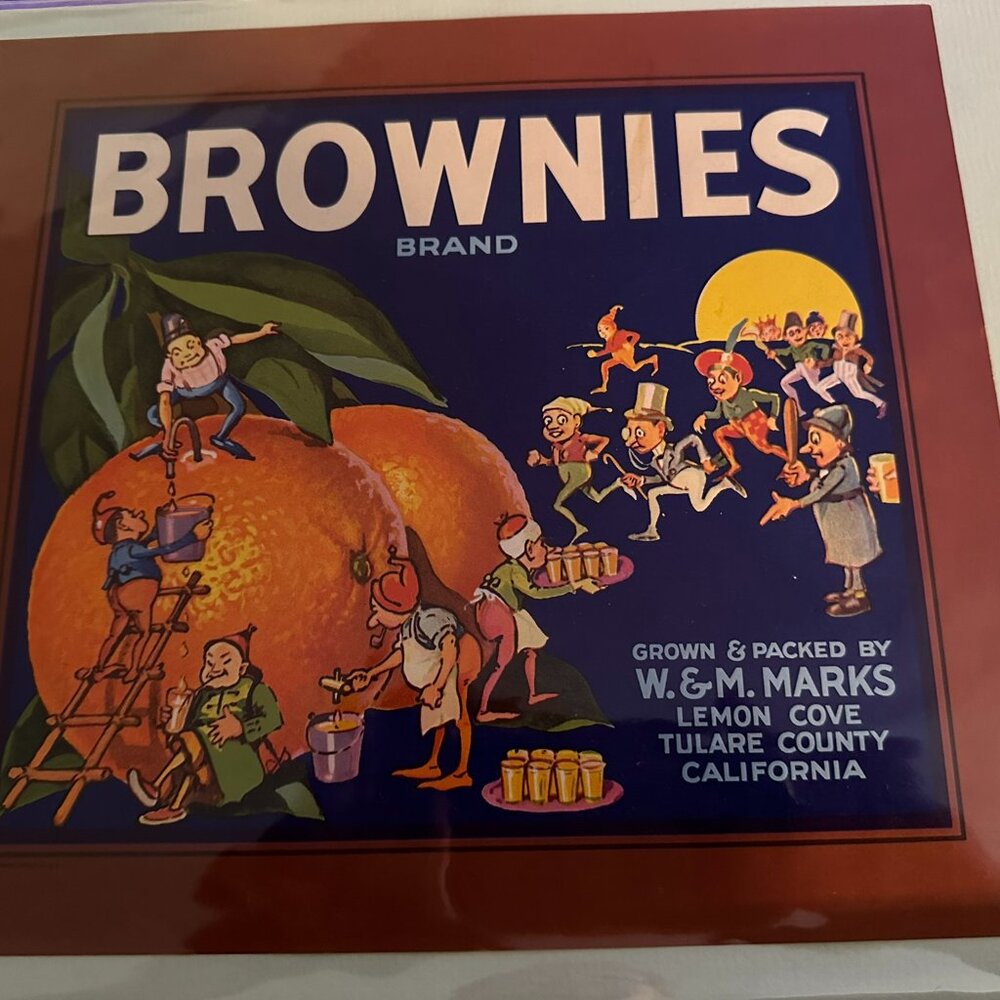 BROWNIES
BRAND
GROWN & PACKED BY
W. & M. MARKS
LEMON COVE
TULARE COUNTY
CALIFORNIA